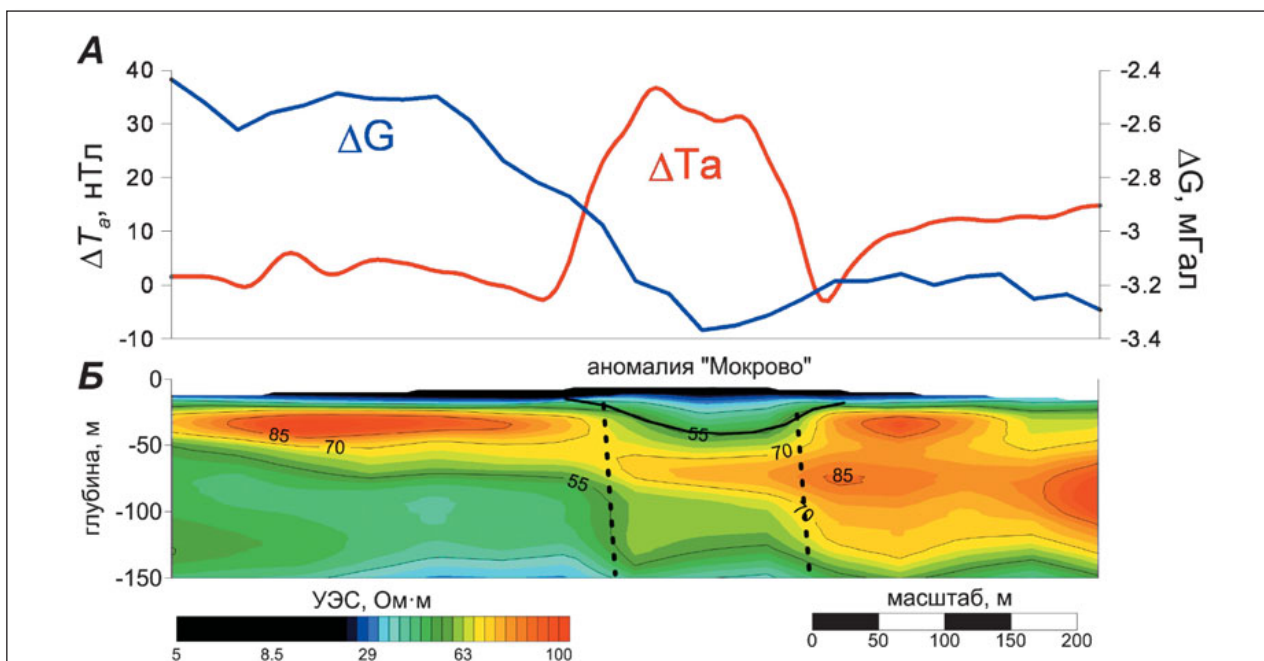 А
40
30
20
10
0
-10
ΔTa, нТл
ΔG
ΔTa
-2.4
-2.6
-2.8
-3
-3.2
-3.4
ΔG, мГал
Б
аномалия "Мокрово"
0
-50
-100
-150
глубина, м
85
70
55
55
70
85
70
УЭС, Ом·м
5 8.5 29 63 100
масштаб, м
0 50 100 150 200